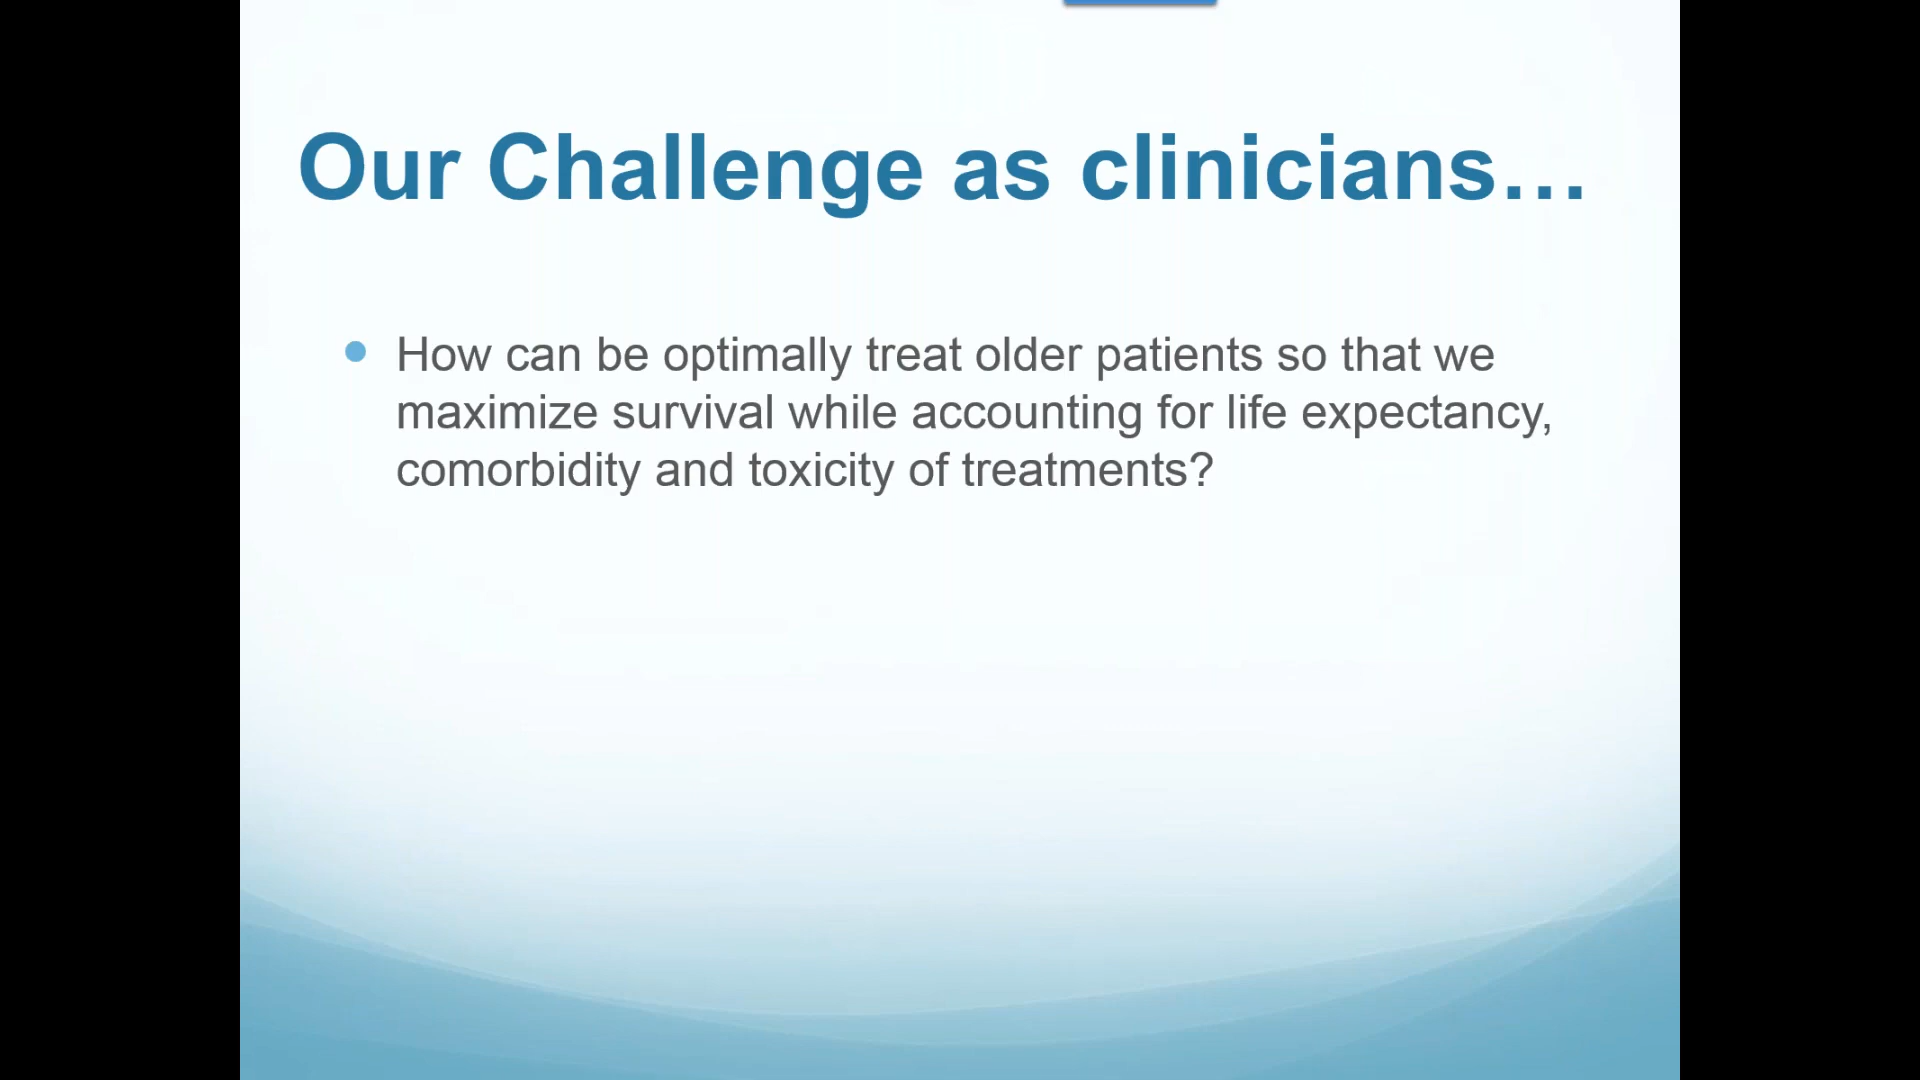 Our Challenge as clinicians…
• How can be optimally treat older patients so that we
maximize survival while accounting for life expectancy,
comorbidity and toxicity of treatments?